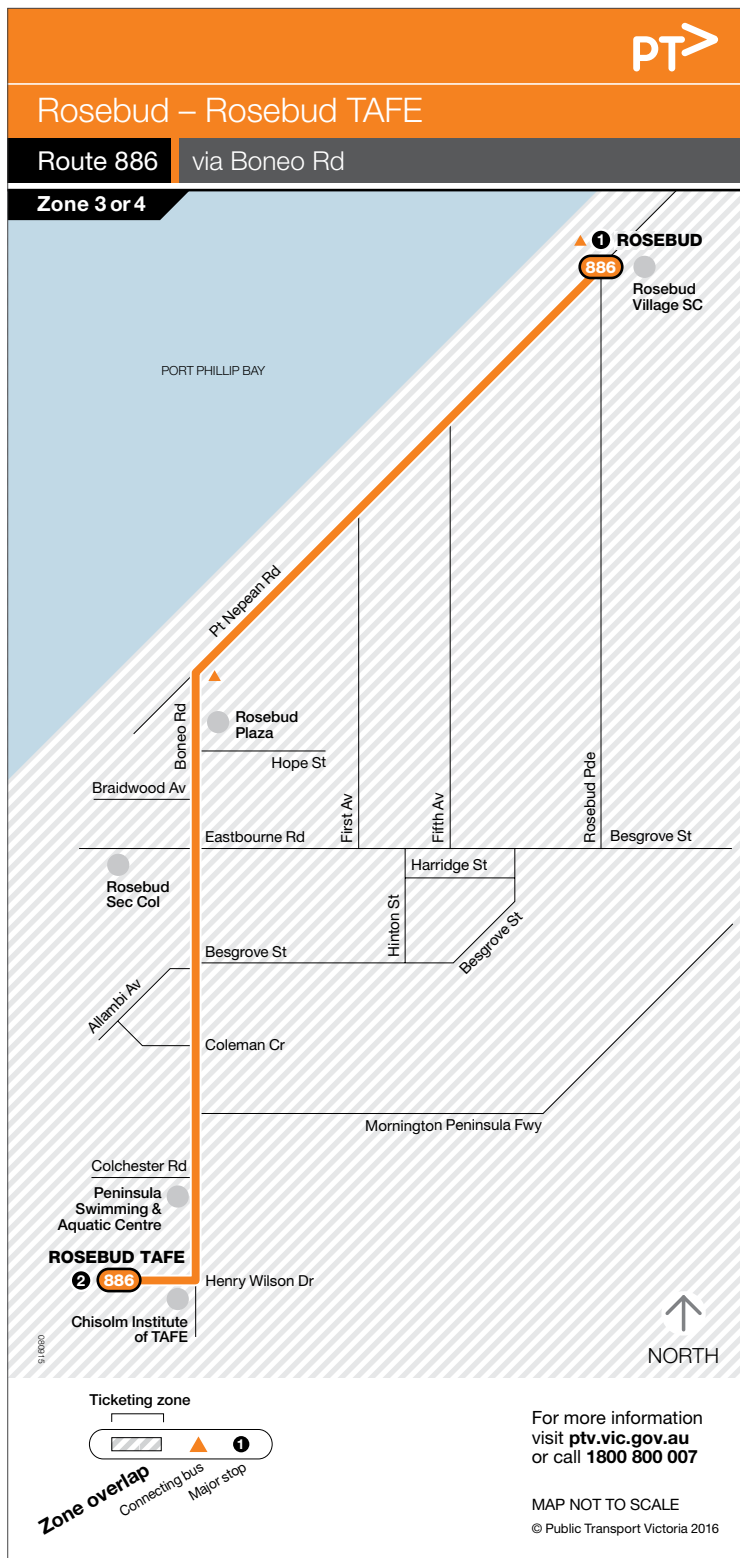 PT>
Rosebud – Rosebud TAFE
Route 886
via Boneo Rd
Zone 3 or 4
1 ROSEBUD
886
Rosebud
Village SC
PORT PHILLIP BAY
Pt Nepean Rd
Boneo Rd
Rosebud
Plaza
Hope St
Braidwood Av
First Av
Fifth Av
Rosebud Pde
Eastbourne Rd
Besgrove St
Rosebud
Sec Col
Harridge St
Hinton St
Besgrove St
Besgrove St
Allambi Av
Coleman Cr
Mornington Peninsula Fwy
Colchester Rd
Peninsula
Swimming &
Aquatic Centre
ROSEBUD TAFE
2 886
Henry Wilson Dr
Chisolm Institute
of TAFE
080915
NORTH
Ticketing zone
1
Zone overlap
Connecting bus
Major stop
For more information
visit ptv.vic.gov.au
or call 1800 800 007
MAP NOT TO SCALE
© Public Transport Victoria 2016